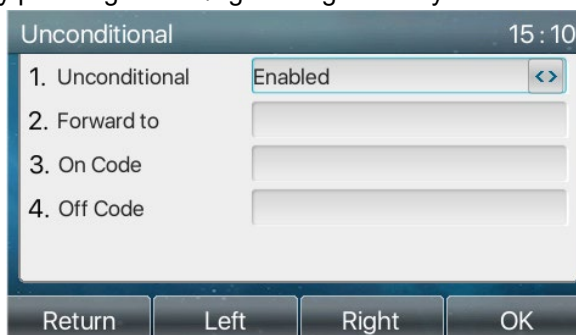 Unconditional 15:10
1. Unconditional Enabled <>
2. Forward to
3. On Code
4. Off Code
Return Left Right OK